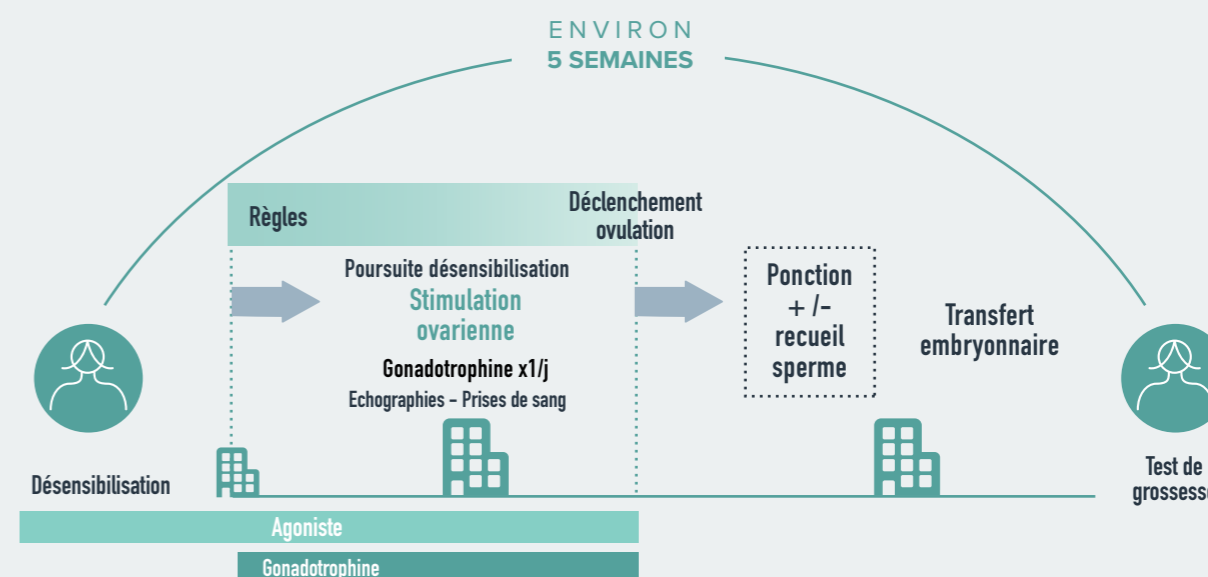 ENVIRON
5 SEMAINES
Règles
Déclenchement
ovulation
Poursuite désensibilisation
Stimulation
ovarienne
Gonadotrophine x1/j
Echographies - Prises de sang
Ponction
+ /-
recueil
sperme
Transfert
embryonnaire
Désensibilisation
Test de
grossesse
Agoniste
Gonadotrophine